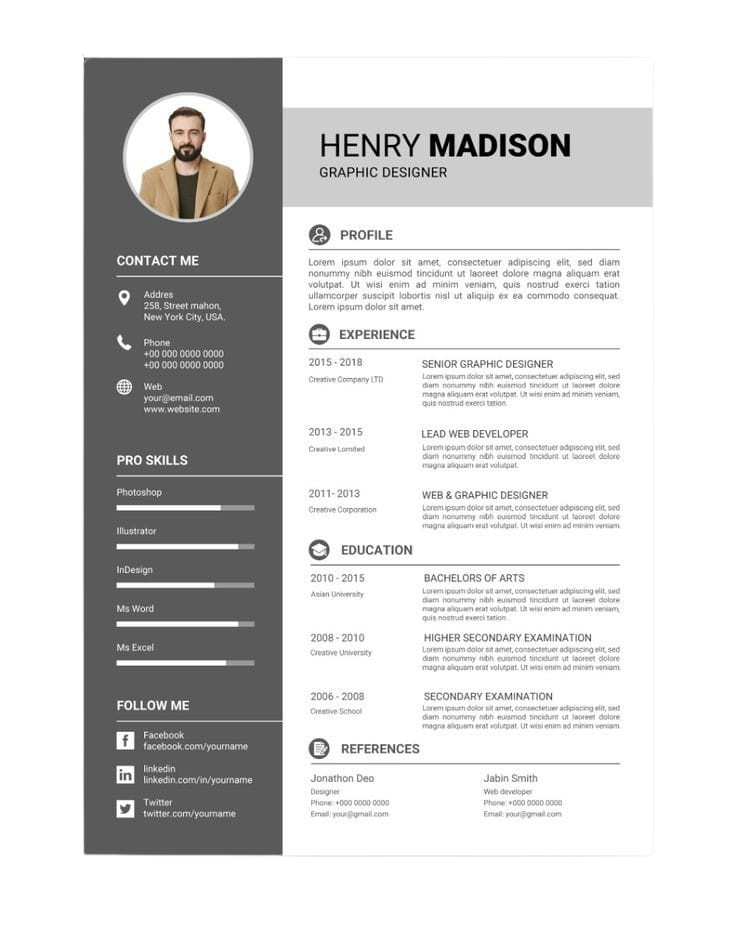 HENRY MADISON
GRAPHIC DESIGNER
CONTACT ME
Addres
258, Street mahon,
New York City, USA.
Phone
+00 000 0000 0000
+00 000 0000 0000
Web
your@email.com
www.website.com
PRO SKILLS
Photoshop
Illustrator
InDesign
Ms Word
Ms Excel
FOLLOW ME
Facebook
facebook.com/yourname
linkedin
linkedin.com/in/yourname
Twitter
twitter.com/yourname
PROFILE
Lorem ipsum dolor sit amet, consectetuer adipiscing elit, sed diam
nonummy nibh euismod tincidunt ut laoreet dolore magna aliquam erat
volutpat. Ut wisi enim ad minim veniam, quis nostrud exerci tation
ullamcorper suscipit lobortis nisl ut aliquip ex ea commodo consequat.
Lorem ipsum dolor sit amet.
EXPERIENCE
2015 - 2018
Creative Company LTD
SENIOR GRAPHIC DESIGNER
Lorem ipsum dolor sit amet, consectetuer adipiscing elit, sed
diam nonummy nibh euismod tincidunt ut laoreet dolore
magna aliquam erat volutpat. Ut wisi enim ad minim veniam,
quis nostrud exerci tation.
2013 - 2015
Creative Lomited
LEAD WEB DEVELOPER
Lorem ipsum dolor sit amet, consectetuer adipiscing elit, sed
diam nonummy nibh euismod tincidunt ut laoreet dolore
magna aliquam erat volutpat.
2011- 2013
Creative Corporation
WEB & GRAPHIC DESIGNER
Lorem ipsum dolor sit amet, consectetuer adipiscing elit, sed
diam nonummy nibh euismod tincidunt ut laoreet dolore
magna aliquam erat volutpat. Ut wisi enim ad minim veniam.
EDUCATION
2010 - 2015
Asian University
BACHELORS OF ARTS
Lorem ipsum dolor sit amet, consectetuer adipiscing elit, sed
diam nonummy nibh euismod tincidunt ut laoreet dolore
magna aliquam erat volutpat. Ut wisi enim ad minim veniam,
quis nostrud exerci tation.
2008 - 2010
Creative University
HIGHER SECONDARY EXAMINATION
Lorem ipsum dolor sit amet, consectetuer adipiscing elit, sed
diam nonummy nibh euismod tincidunt ut laoreet dolore
magna aliquam erat volutpat. Ut wisi enim ad minim veniam.
2006 - 2008
Creative School
SECONDARY EXAMINATION
Lorem ipsum dolor sit amet, consectetuer adipiscing elit, sed
diam nonummy nibh euismod tincidunt ut laoreet dolore
magna aliquam erat volutpat. Ut wisi enim ad minim veniam.
REFERENCES
Jonathon Deo
Designer
Phone: +000 0000 0000
Email: your@gmail.com
Jabin Smith
Web developer
Phone: +000 0000 0000
Email: your@gmail.com